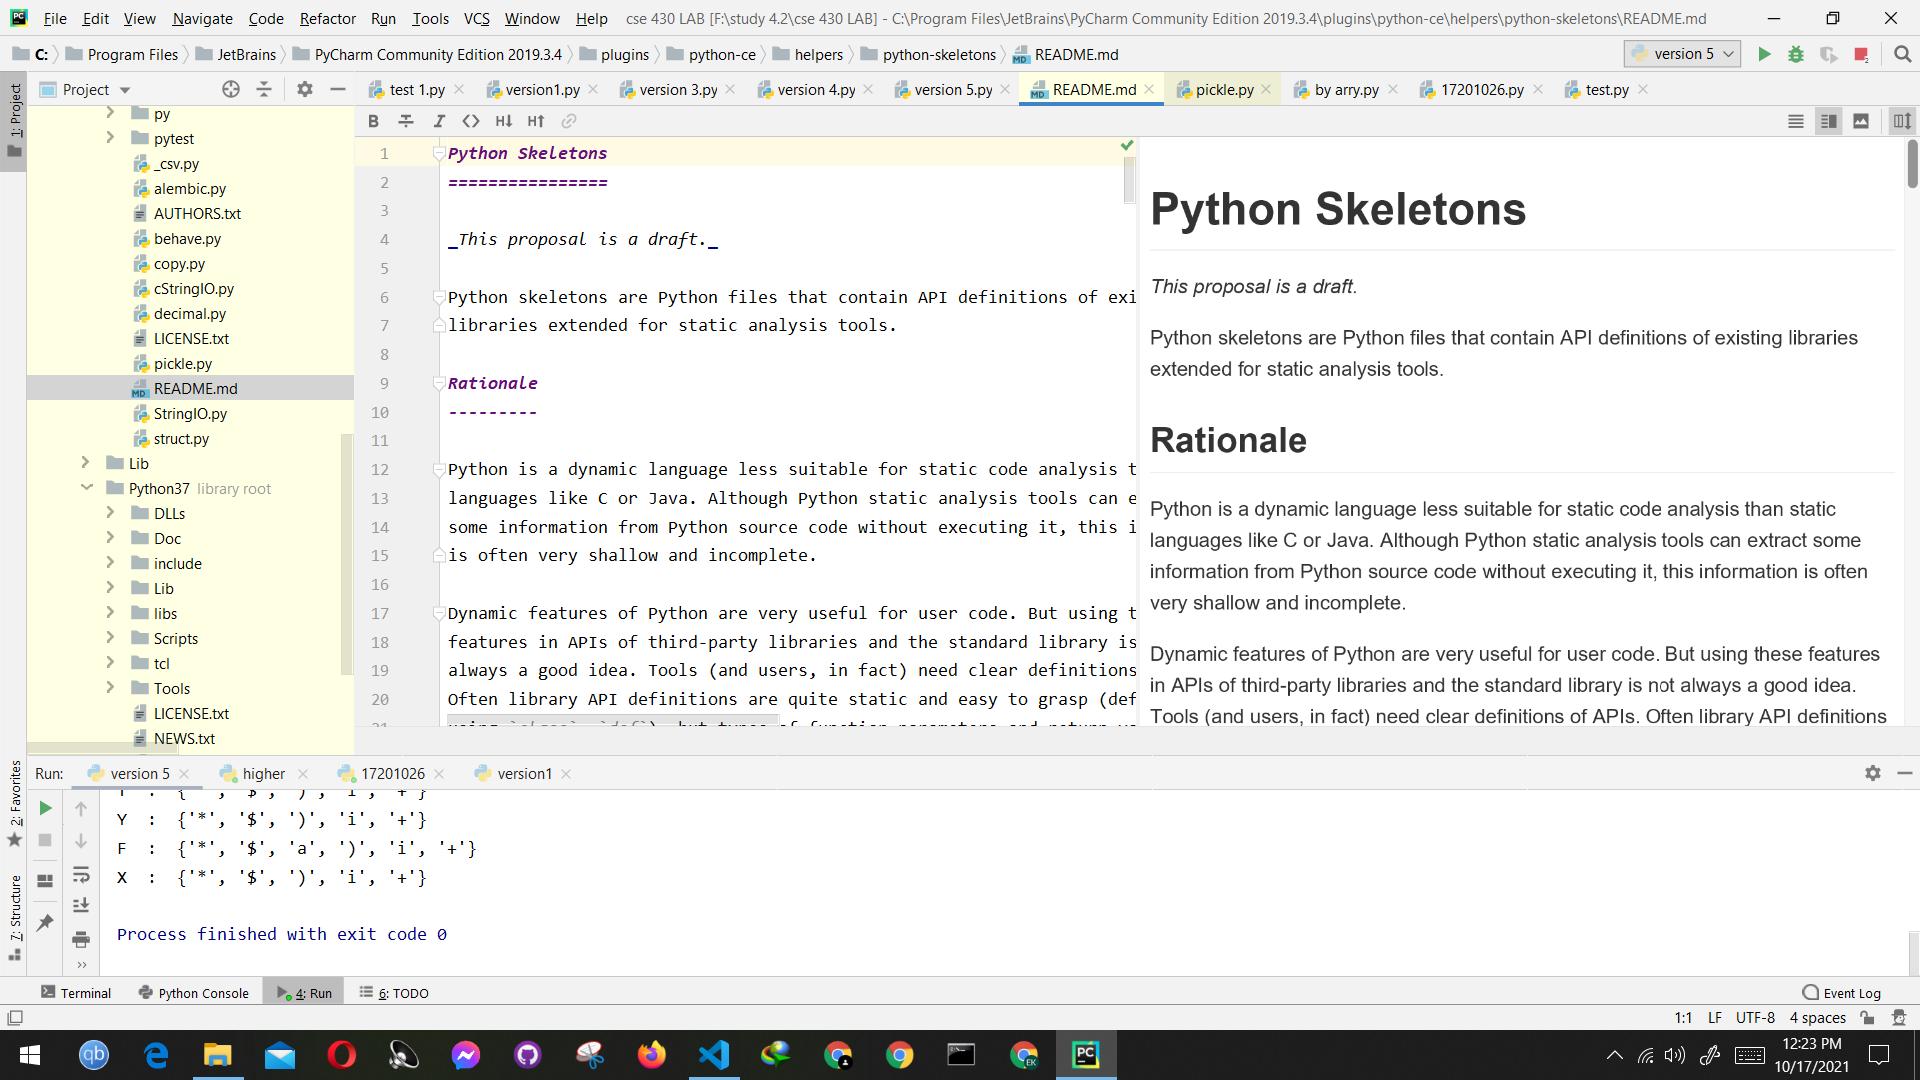 File Edit View Navigate Code Refactor Run Tools VCS Window Help cse 430 LAB [F:\study 4.2\cse 430 LAB] - C:\Program Files\JetBrains\PyCharm Community Edition 2019.3.4\plugins\python-ce\helpers\python-skeletons\README.md
C: Program Files JetBrains PyCharm Community Edition 2019.3.4 plugins python-ce helpers python-skeletons README.md version 5
1: Project
Project
test 1.py version1.py version 3.py version 4.py version 5.py README.md pickle.py by arry.py 17201026.py test.py
py
pytest
_csv.py
alembic.py
AUTHORS.txt
behave.py
copy.py
cStringIO.py
decimal.py
LICENSE.txt
pickle.py
README.md
StringIO.py
struct.py
Lib
Python37 library root
DLLs
Doc
include
Lib
libs
Scripts
tcl
Tools
LICENSE.txt
NEWS.txt
B I <> H↓ H↑
1 Python Skeletons
2 ================
3
4 _This proposal is a draft._
5
6 Python skeletons are Python files that contain API definitions of exi
7 libraries extended for static analysis tools.
8
9 Rationale
10 ---------
11
12 Python is a dynamic language less suitable for static code analysis t
13 languages like C or Java. Although Python static analysis tools can e
14 some information from Python source code without executing it, this i
15 is often very shallow and incomplete.
16
17 Dynamic features of Python are very useful for user code. But using t
18 features in APIs of third-party libraries and the standard library is
19 always a good idea. Tools (and users, in fact) need clear definitions
20 Often library API definitions are quite static and easy to grasp (def
Python Skeletons
This proposal is a draft.
Python skeletons are Python files that contain API definitions of existing libraries
extended for static analysis tools.
Rationale
Python is a dynamic language less suitable for static code analysis than static
languages like C or Java. Although Python static analysis tools can extract some
information from Python source code without executing it, this information is often
very shallow and incomplete.
Dynamic features of Python are very useful for user code. But using these features
in APIs of third-party libraries and the standard library is not always a good idea.
Tools (and users, in fact) need clear definitions of APIs. Often library API definitions
2: Favorites
Z: Structure
Run: version 5 higher 17201026 version1
Y : {'*', '$', ')', 'i', '+'}
F : {'*', '$', 'a', ')', 'i', '+'}
X : {'*', '$', ')', 'i', '+'}
Process finished with exit code 0
Terminal Python Console 4: Run 6: TODO Event Log
1:1 LF UTF-8 4 spaces
12:23 PM
10/17/2021